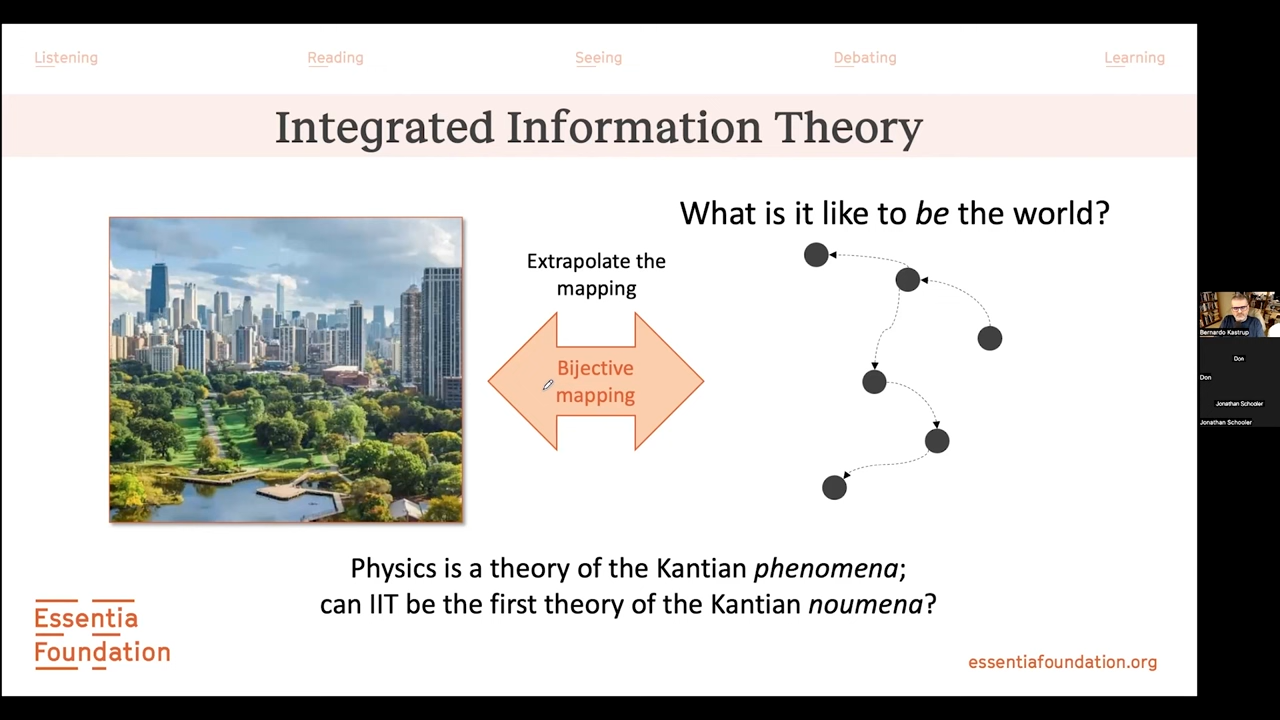 Listening
Reading
Seeing
Debating
Learning
Integrated Information Theory
What is it like to be the world?
Extrapolate the
mapping
Bijective
mapping
Physics is a theory of the Kantian phenomena;
can IIT be the first theory of the Kantian noumena?
Essentia
Foundation
essentiafoundation.org
Bernardo Kastrup
Don
Don
Jonathan Schooler
Jonathan Schooler